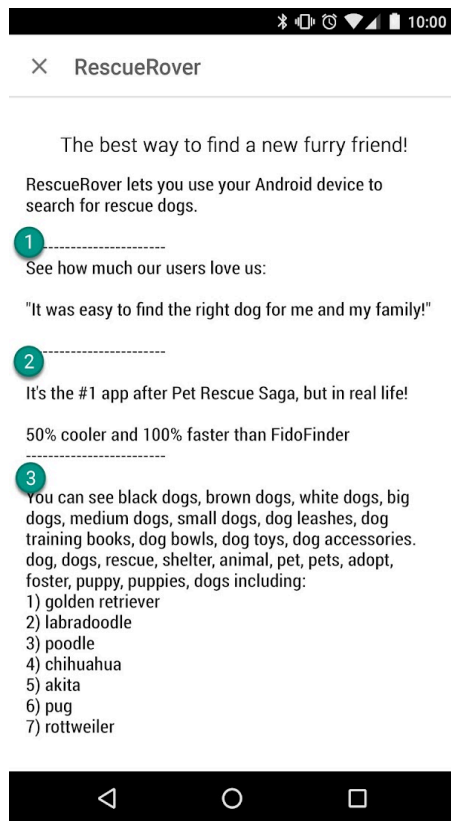 10:00
RescueRover
The best way to find a new furry friend!
RescueRover lets you use your Android device to
search for rescue dogs.
1 ----------------------
See how much our users love us:
"It was easy to find the right dog for me and my family!"
----------------------
2
It's the #1 app after Pet Rescue Saga, but in real life!
50% cooler and 100% faster than FidoFinder
-------------------------
3
You can see black dogs, brown dogs, white dogs, big
dogs, medium dogs, small dogs, dog leashes, dog
training books, dog bowls, dog toys, dog accessories.
dog, dogs, rescue, shelter, animal, pet, pets, adopt,
foster, puppy, puppies, dogs including:
1) golden retriever
2) labradoodle
3) poodle
4) chihuahua
5) akita
6) pug
7) rottweiler